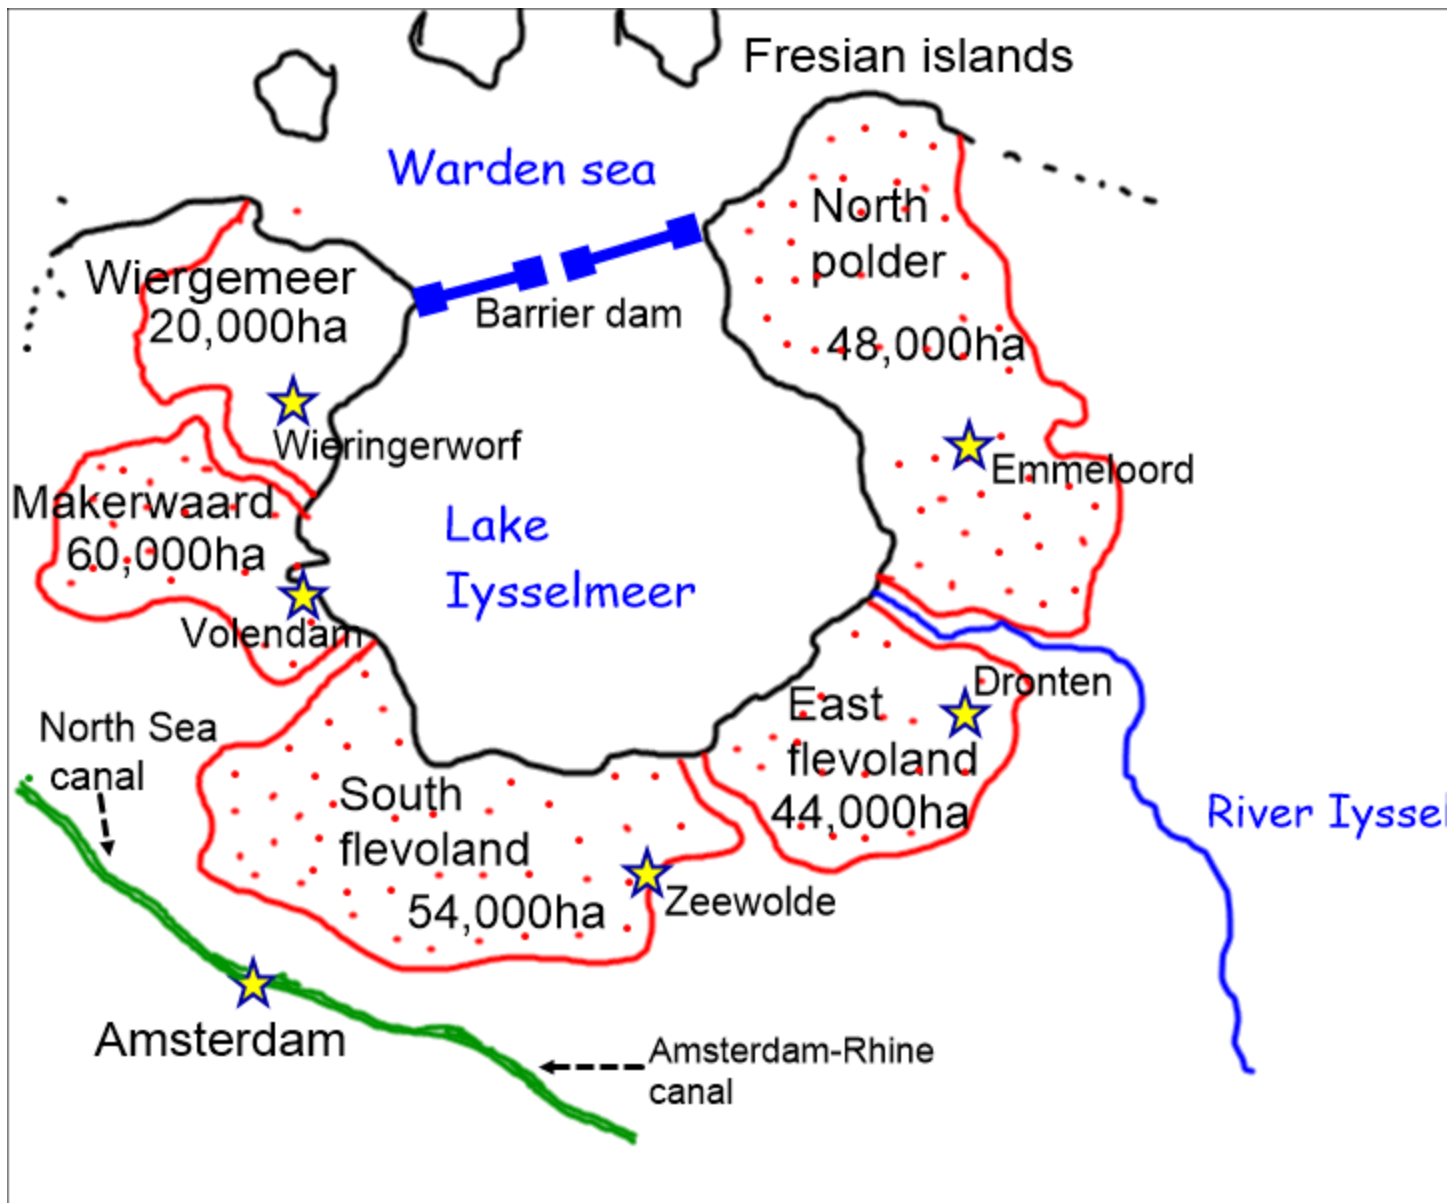 Fresian islands
Warden sea
North
polder
48,000ha
Wiergemeer
20,000ha
Barrier dam
Wieringerworf
Emmeloord
Makerwaard
60,000ha
Lake
Iysselmeer
Volendam
Dronten
East
flevoland
44,000ha
North Sea
canal
South
flevoland
54,000ha
River Iyssel
Zeewolde
Amsterdam
Amsterdam-Rhine
canal